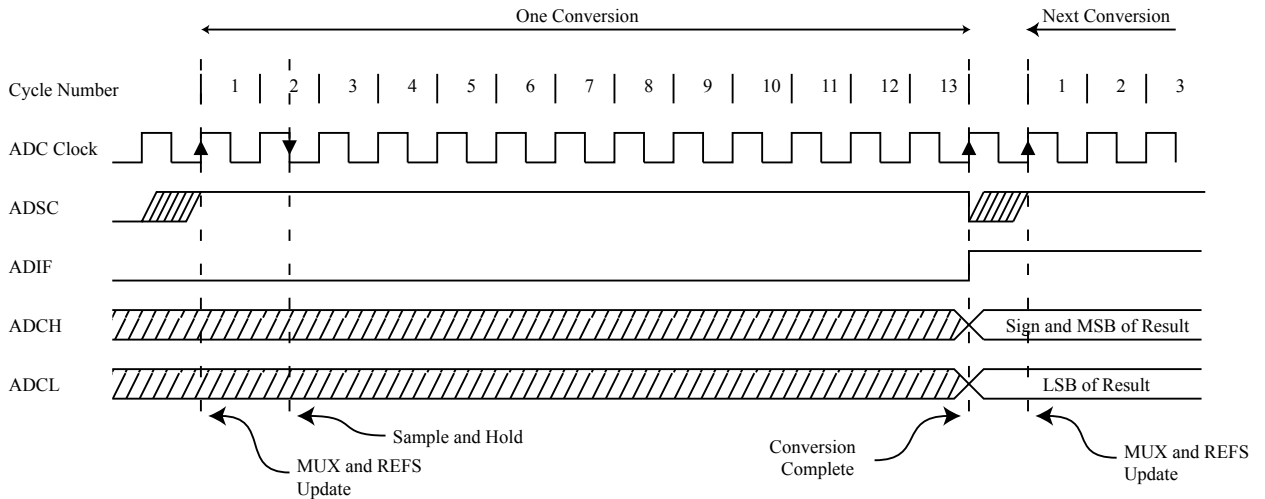 One Conversion
Next Conversion
Cycle Number
1 2 3 4 5 6 7 8 9 10 11 12 13 1 2 3
ADC Clock
ADSC
ADIF
ADCH
Sign and MSB of Result
ADCL
LSB of Result
Sample and Hold
MUX and REFS
Update
Conversion
Complete
MUX and REFS
Update